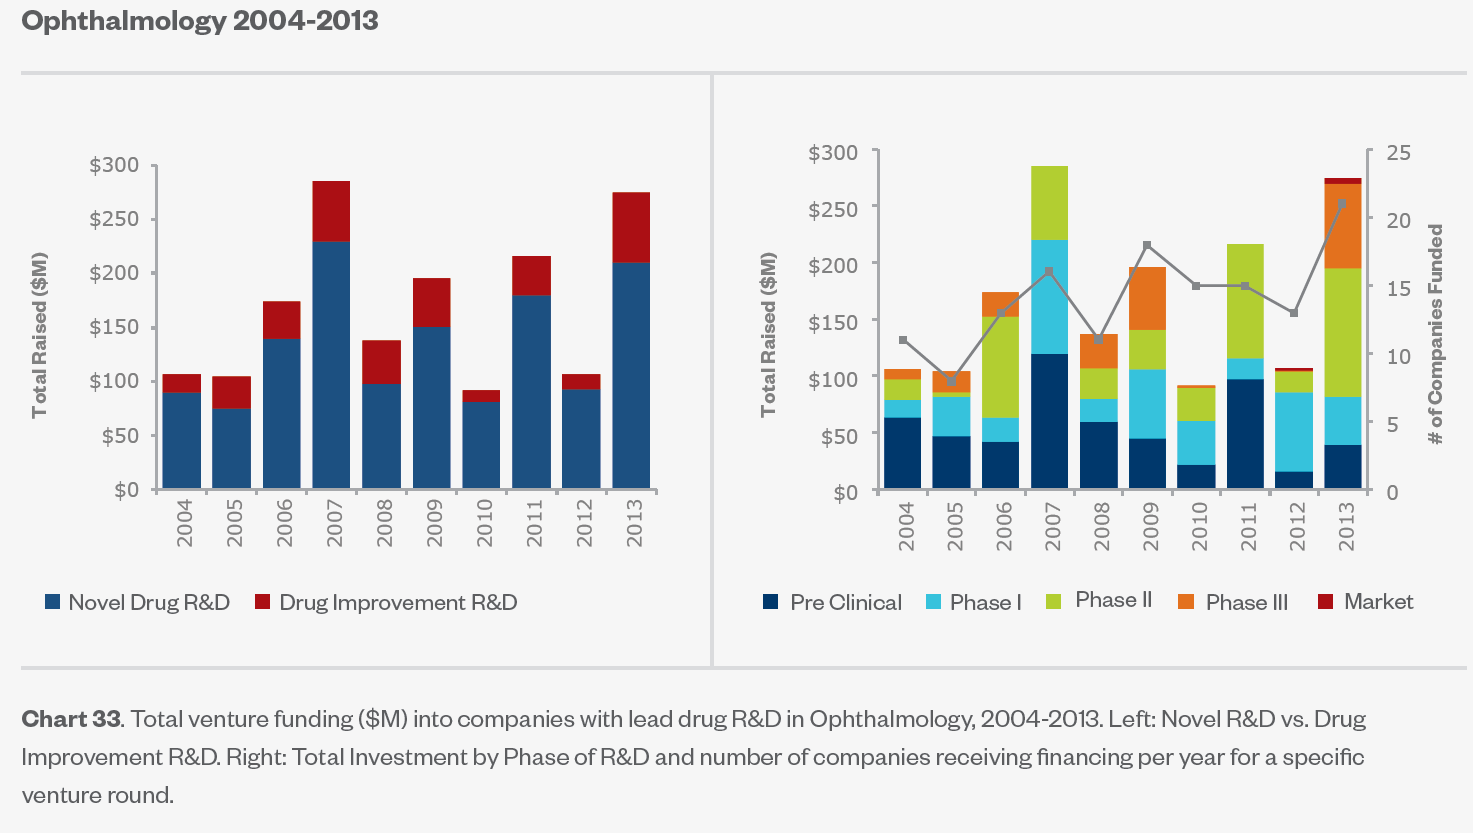 Ophthalmology 2004-2013
Total Raised ($M)
$300
$250
$200
$150
$100
$50
$0
2004
2005
2006
2007
2008
2009
2010
2011
2012
2013
Novel Drug R&D
Drug Improvement R&D
Total Raised ($M)
$300
$250
$200
$150
$100
$50
$0
25
20
15
10
5
0
# of Companies Funded
2004
2005
2006
2007
2008
2009
2010
2011
2012
2013
Pre Clinical
Phase I
Phase II
Phase III
Market
Chart 33. Total venture funding ($M) into companies with lead drug R&D in Ophthalmology, 2004-2013. Left: Novel R&D vs. Drug
Improvement R&D. Right: Total Investment by Phase of R&D and number of companies receiving financing per year for a specific
venture round.